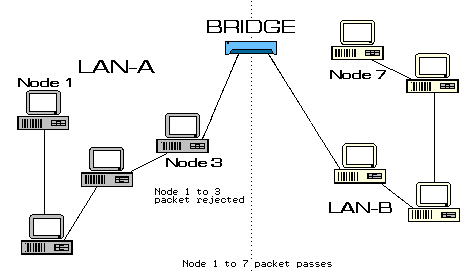 BRIDGE
LAN-A
Node 1
Node 7
Node 3
Node 1 to 3
packet rejected
LAN-B
Node 1 to 7 packet passes